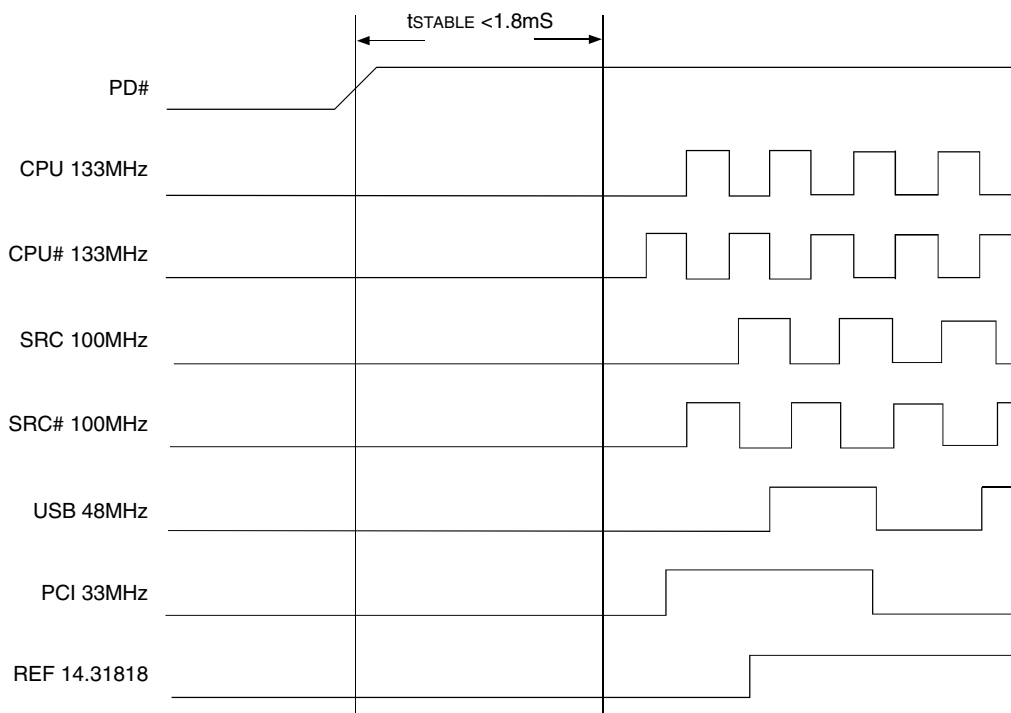 tSTABLE <1.8mS
PD#
CPU 133MHz
CPU# 133MHz
SRC 100MHz
SRC# 100MHz
USB 48MHz
PCI 33MHz
REF 14.31818